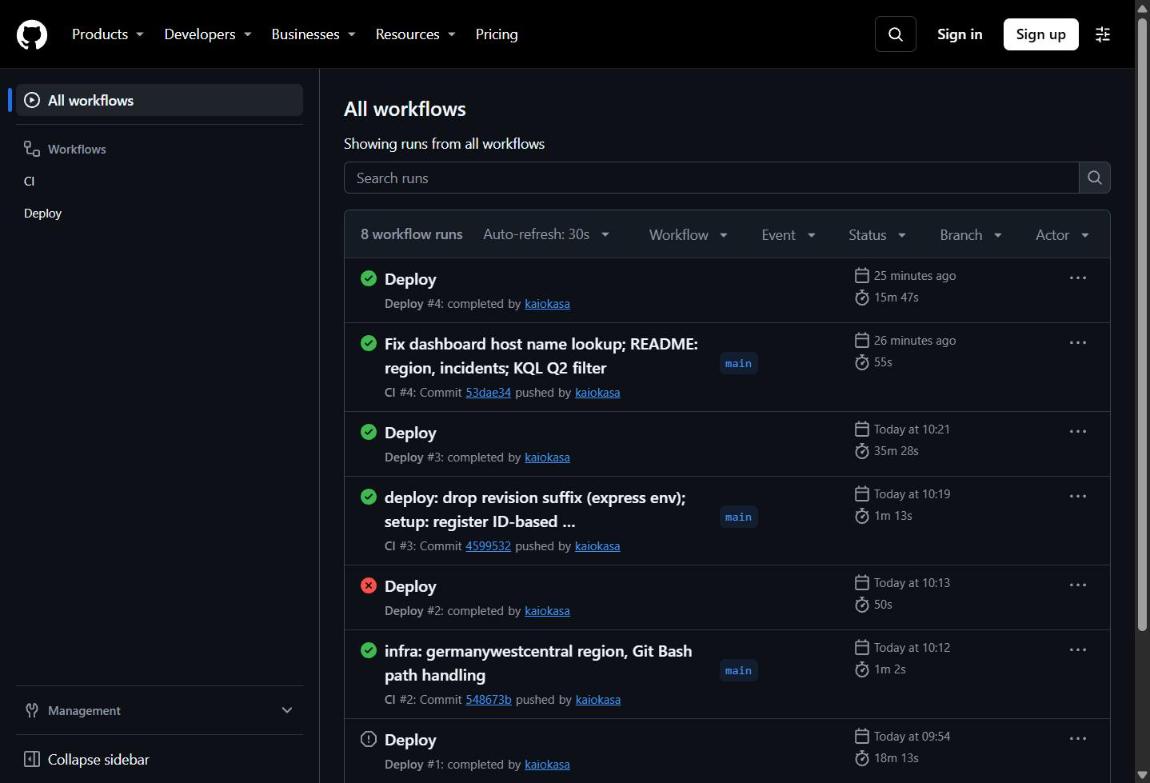 Products Developers Businesses Resources Pricing Sign in Sign up
All workflows
Workflows
CI
Deploy
Management
Collapse sidebar
All workflows
Showing runs from all workflows
Search runs
8 workflow runs Auto-refresh: 30s Workflow Event Status Branch Actor
Deploy
Deploy #4: completed by kaiokasa
25 minutes ago
15m 47s
Fix dashboard host name lookup; README:
region, incidents; KQL Q2 filter
CI #4: Commit 53dae34 pushed by kaiokasa
main
26 minutes ago
55s
Deploy
Deploy #3: completed by kaiokasa
Today at 10:21
35m 28s
deploy: drop revision suffix (express env);
setup: register ID-based ...
CI #3: Commit 4599532 pushed by kaiokasa
main
Today at 10:19
1m 13s
Deploy
Deploy #2: completed by kaiokasa
Today at 10:13
50s
infra: germanywestcentral region, Git Bash
path handling
CI #2: Commit 548673b pushed by kaiokasa
main
Today at 10:12
1m 2s
Deploy
Deploy #1: completed by kaiokasa
Today at 09:54
18m 13s